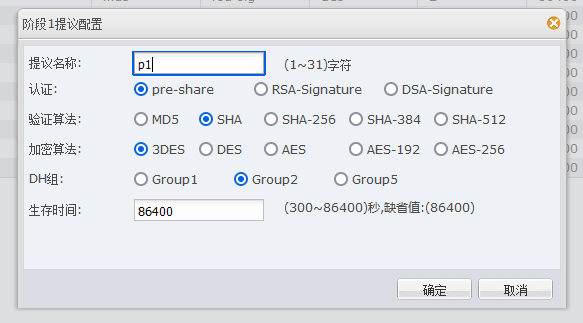 阶段1提议配置
提议名称: p1 (1~31)字符
认证: pre-share RSA-Signature DSA-Signature
验证算法: MD5 SHA SHA-256 SHA-384 SHA-512
加密算法: 3DES DES AES AES-192 AES-256
DH组: Group1 Group2 Group5
生存时间: 86400 (300~86400)秒,缺省值:(86400)
确定 取消